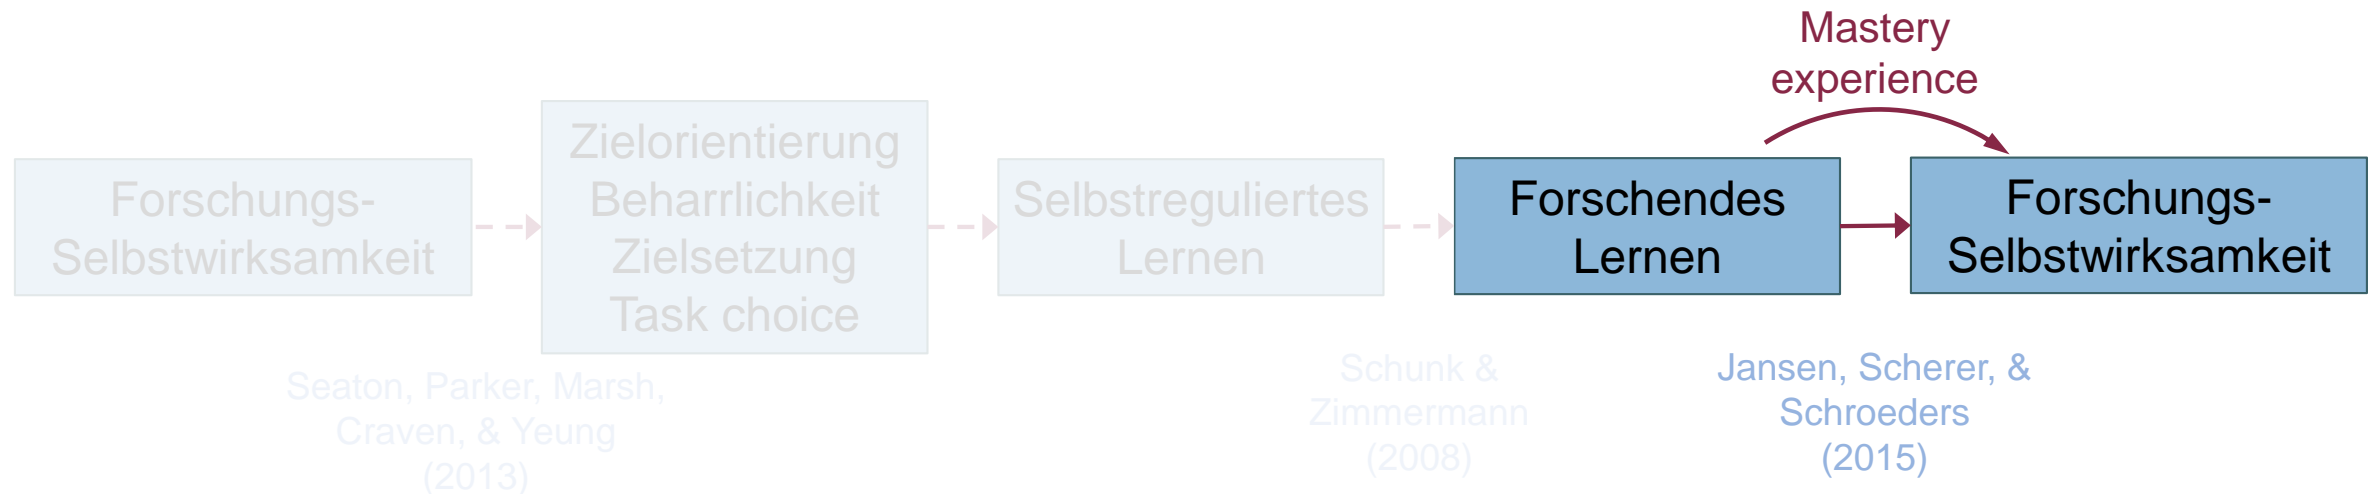 Mastery
experience
Forschungs-
Selbstwirksamkeit
Zielorientierung
Beharrlichkeit
Zielsetzung
Task choice
Selbstreguliertes
Lernen
Forschendes
Lernen
Forschungs-
Selbstwirksamkeit
Seaton, Parker, Marsh,
Craven, & Yeung
(2013)
Schunk &
Zimmermann
(2008)
Jansen, Scherer, &
Schroeders
(2015)